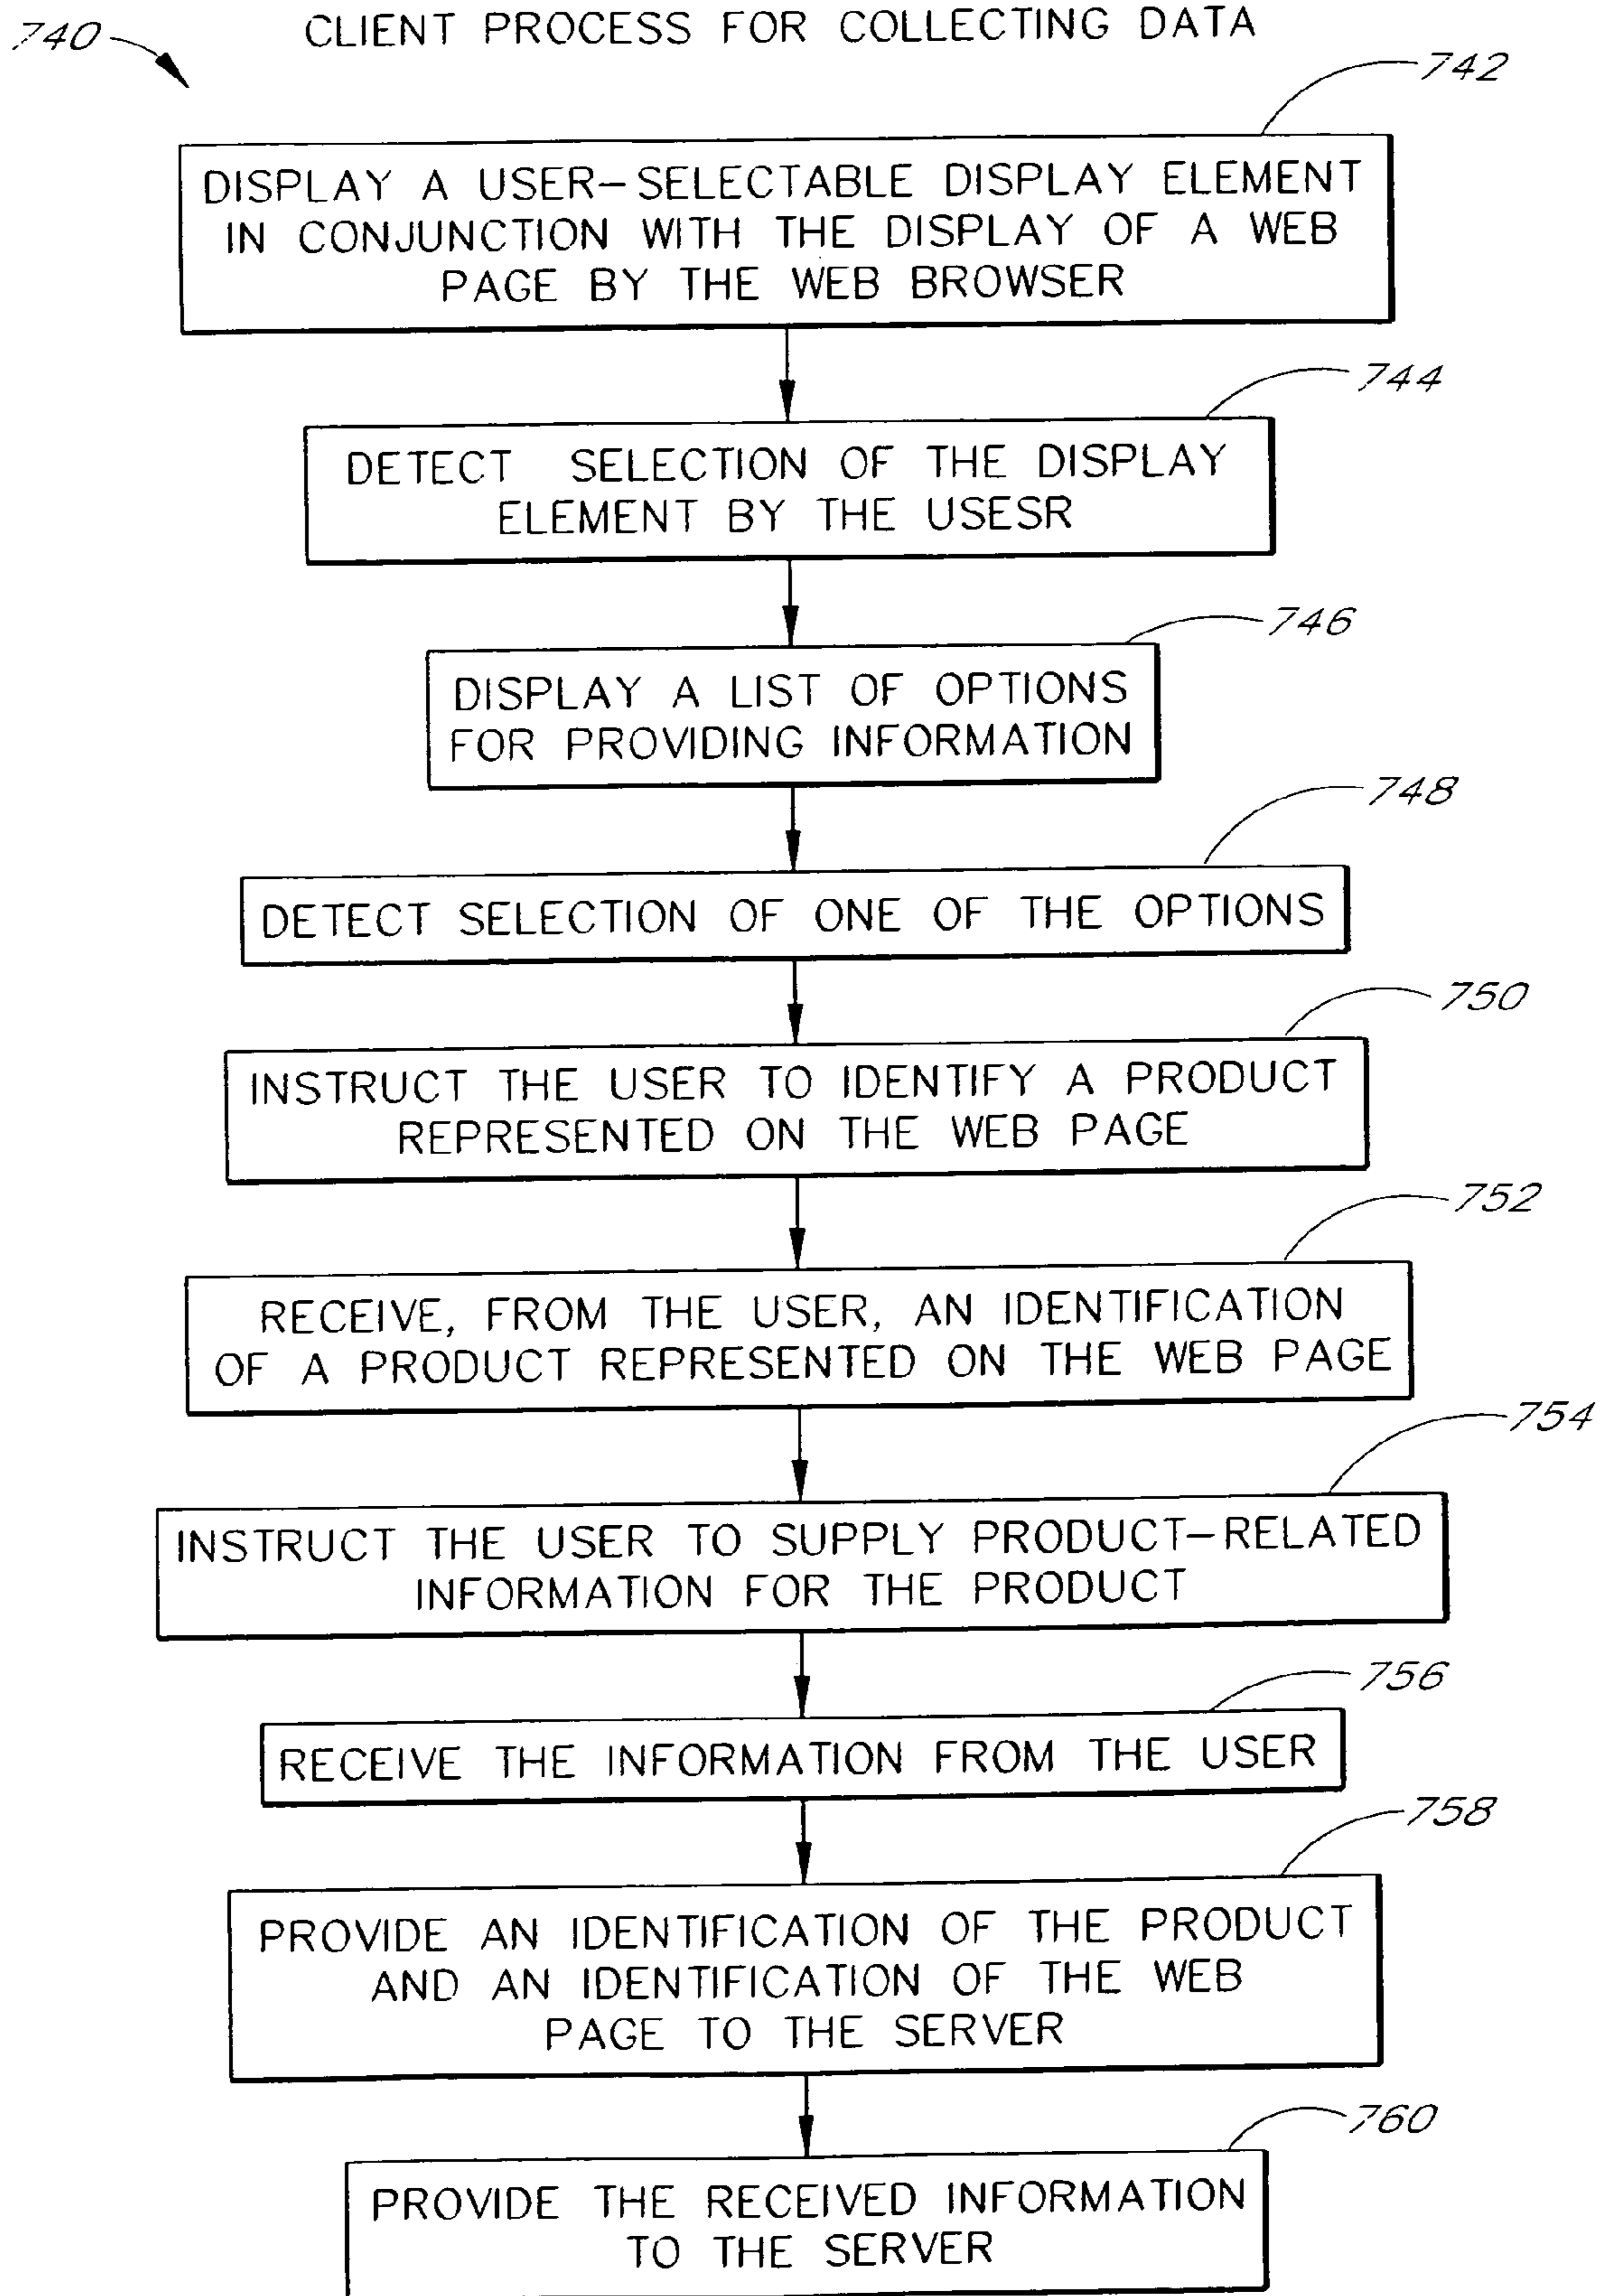 740
CLIENT PROCESS FOR COLLECTING DATA
742
DISPLAY A USER-SELECTABLE DISPLAY ELEMENT
IN CONJUNCTION WITH THE DISPLAY OF A WEB
PAGE BY THE WEB BROWSER
744
DETECT SELECTION OF THE DISPLAY
ELEMENT BY THE USESR
746
DISPLAY A LIST OF OPTIONS
FOR PROVIDING INFORMATION
748
DETECT SELECTION OF ONE OF THE OPTIONS
750
INSTRUCT THE USER TO IDENTIFY A PRODUCT
REPRESENTED ON THE WEB PAGE
752
RECEIVE, FROM THE USER, AN IDENTIFICATION
OF A PRODUCT REPRESENTED ON THE WEB PAGE
754
INSTRUCT THE USER TO SUPPLY PRODUCT-RELATED
INFORMATION FOR THE PRODUCT
756
RECEIVE THE INFORMATION FROM THE USER
758
PROVIDE AN IDENTIFICATION OF THE PRODUCT
AND AN IDENTIFICATION OF THE WEB
PAGE TO THE SERVER
760
PROVIDE THE RECEIVED INFORMATION
TO THE SERVER